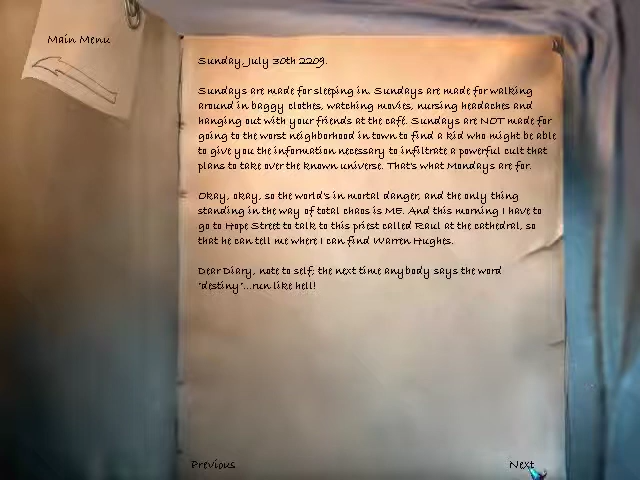 Main Menu
Sunday, July 30th 2209.
Sundays are made for sleeping in. Sundays are made for walking
around in baggy clothes, watching movies, nursing headaches and
hanging out with your friends at the café. Sundays are NOT made for
going to the worst neighborhood in town to find a kid who might be able
to give you the information necessary to infiltrate a powerful cult that
plans to take over the known universe. That's what Mondays are for.
Okay, okay, so the world's in mortal danger, and the only thing
standing in the way of total chaos is ME. And this morning I have to
go to Hope Street to talk to this priest called Raul at the cathedral, so
that he can tell me where I can find Warren Hughes.
Dear Diary, note to self; the next time anybody says the word
"destiny"...run like hell!
Previous
Next